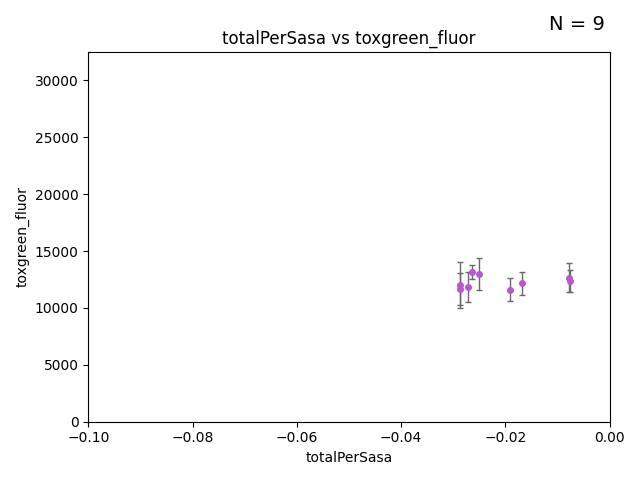 N = 9
totalPerSasa vs toxgreen_fluor
30000
25000
20000
15000
10000
5000
0
toxgreen_fluor
−0.10 −0.08 −0.06 −0.04 −0.02 0.00
totalPerSasa